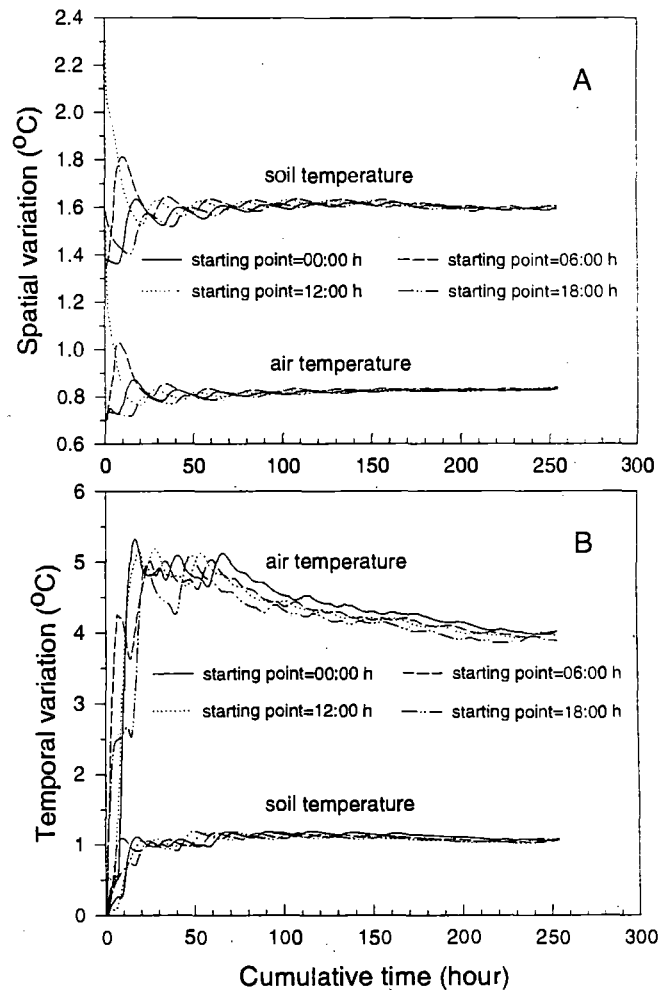 A
2.4
2.2
2.0
1.8
1.6
1.4
1.2
1.0
0.8
0.6
Spatial variation (°C)
soil temperature
starting point=00:00 h
starting point=06:00 h
starting point=12:00 h
starting point=18:00 h
air temperature
0 50 100 150 200 250 300
B
6
5
4
3
2
1
0
Temporal variation (°C)
air temperature
starting point=00:00 h
starting point=06:00 h
starting point=12:00 h
starting point=18:00 h
soil temperature
0 50 100 150 200 250 300
Cumulative time (hour)